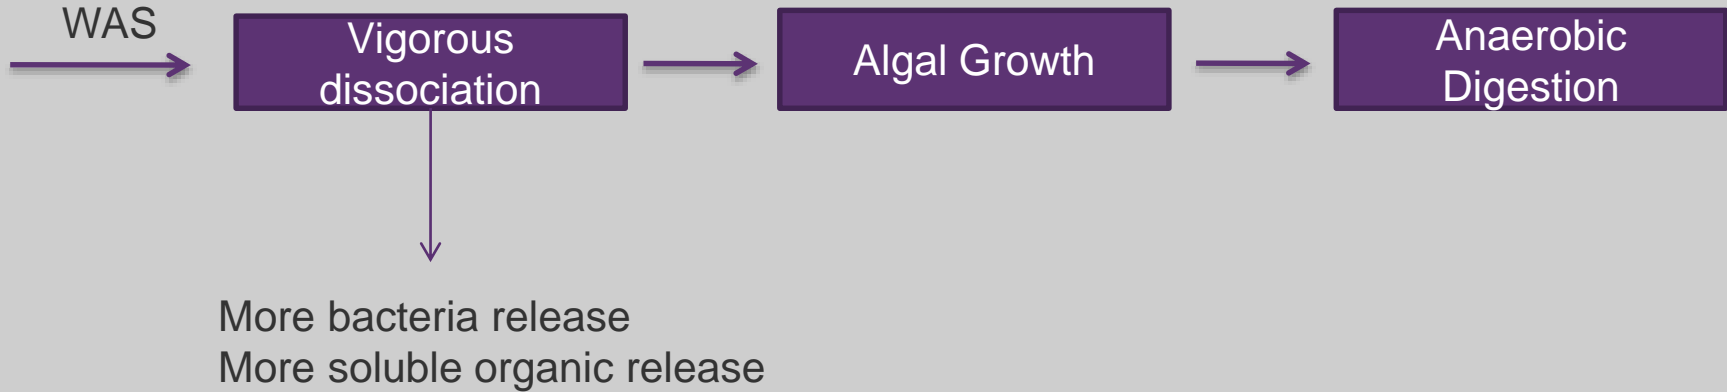 WAS
Vigorous
dissociation
Algal Growth
Anaerobic
Digestion
More bacteria release
More soluble organic release